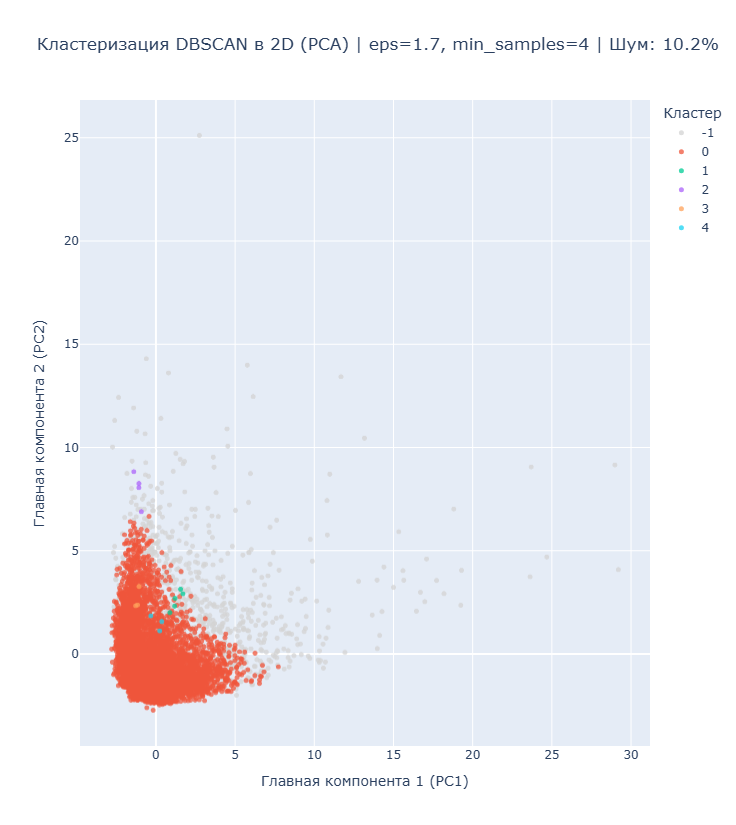 Кластеризация DBSCAN в 2D (PCA) | eps=1.7, min_samples=4 | Шум: 10.2%
Кластер
-1
0
1
2
3
4
Главная компонента 2 (PC2)
25
20
15
10
5
0
0 5 10 15 20 25 30
Главная компонента 1 (PC1)